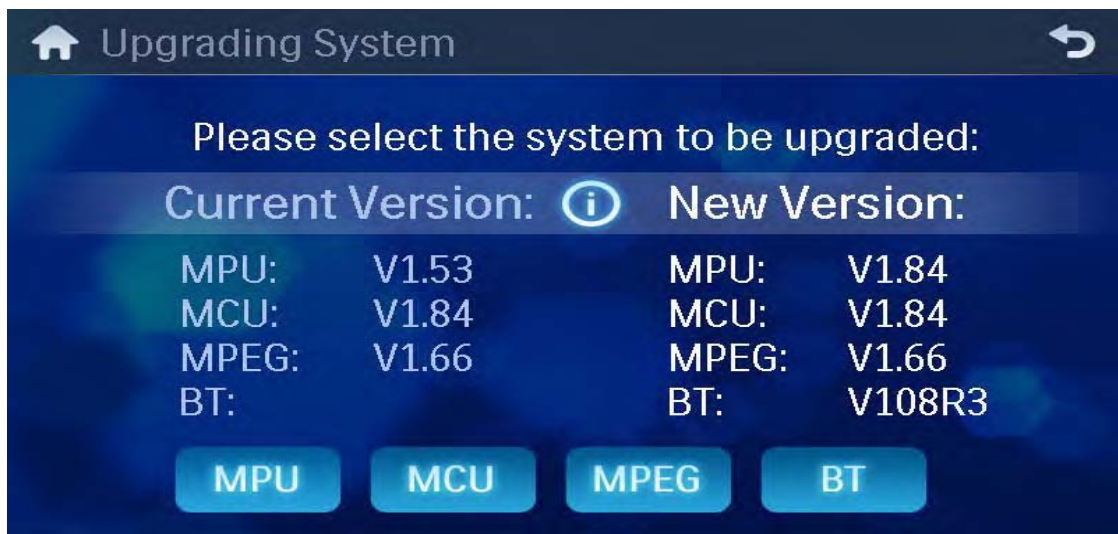 Upgrading System
Please select the system to be upgraded:
Current Version: i New Version:
MPU: V1.53 MPU: V1.84
MCU: V1.84 MCU: V1.84
MPEG: V1.66 MPEG: V1.66
BT: BT: V108R3
MPU MCU MPEG BT